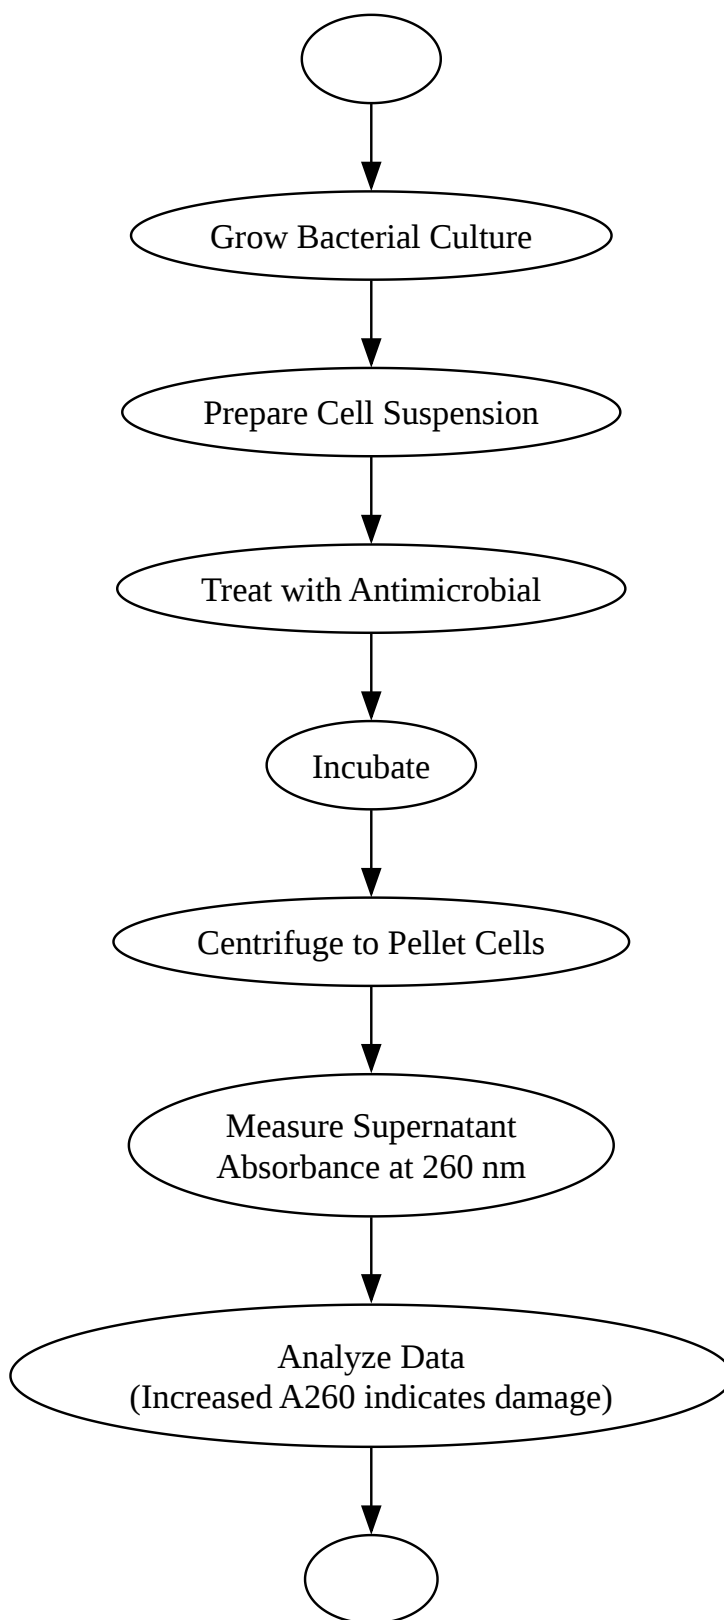 Grow Bacterial Culture
Prepare Cell Suspension
Treat with Antimicrobial
Incubate
Centrifuge to Pellet Cells
Measure Supernatant
Absorbance at 260 nm
Analyze Data
(Increased A260 indicates damage)